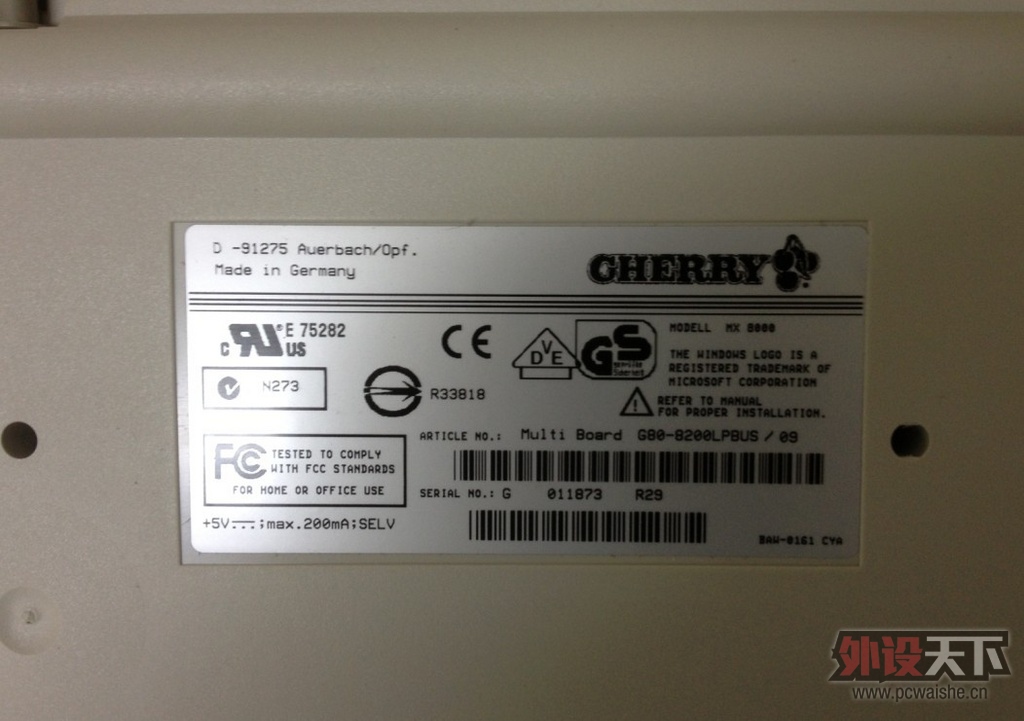 D -91275 Auerbach/Opf.
Made in Germany
CHERRY
c RU ® US E 75282
CE
DVE
GS
MODELL MX 8000
THE WINDOWS LOGO IS A
REGISTERED TRADEMARK OF
MICROSOFT CORPORATION
N273
R33818
REFER TO MANUAL
FOR PROPER INSTALLATION.
ARTICLE NO.: Multi Board G80-8200LPBUS / 09
FC TESTED TO COMPLY
WITH FCC STANDARDS
FOR HOME OR OFFICE USE
SERIAL NO.: G 011873 R29
+5V⎓;max.200mA;SELV
BAW-0161 CYA
外设天下
www.pcwaishe.cn